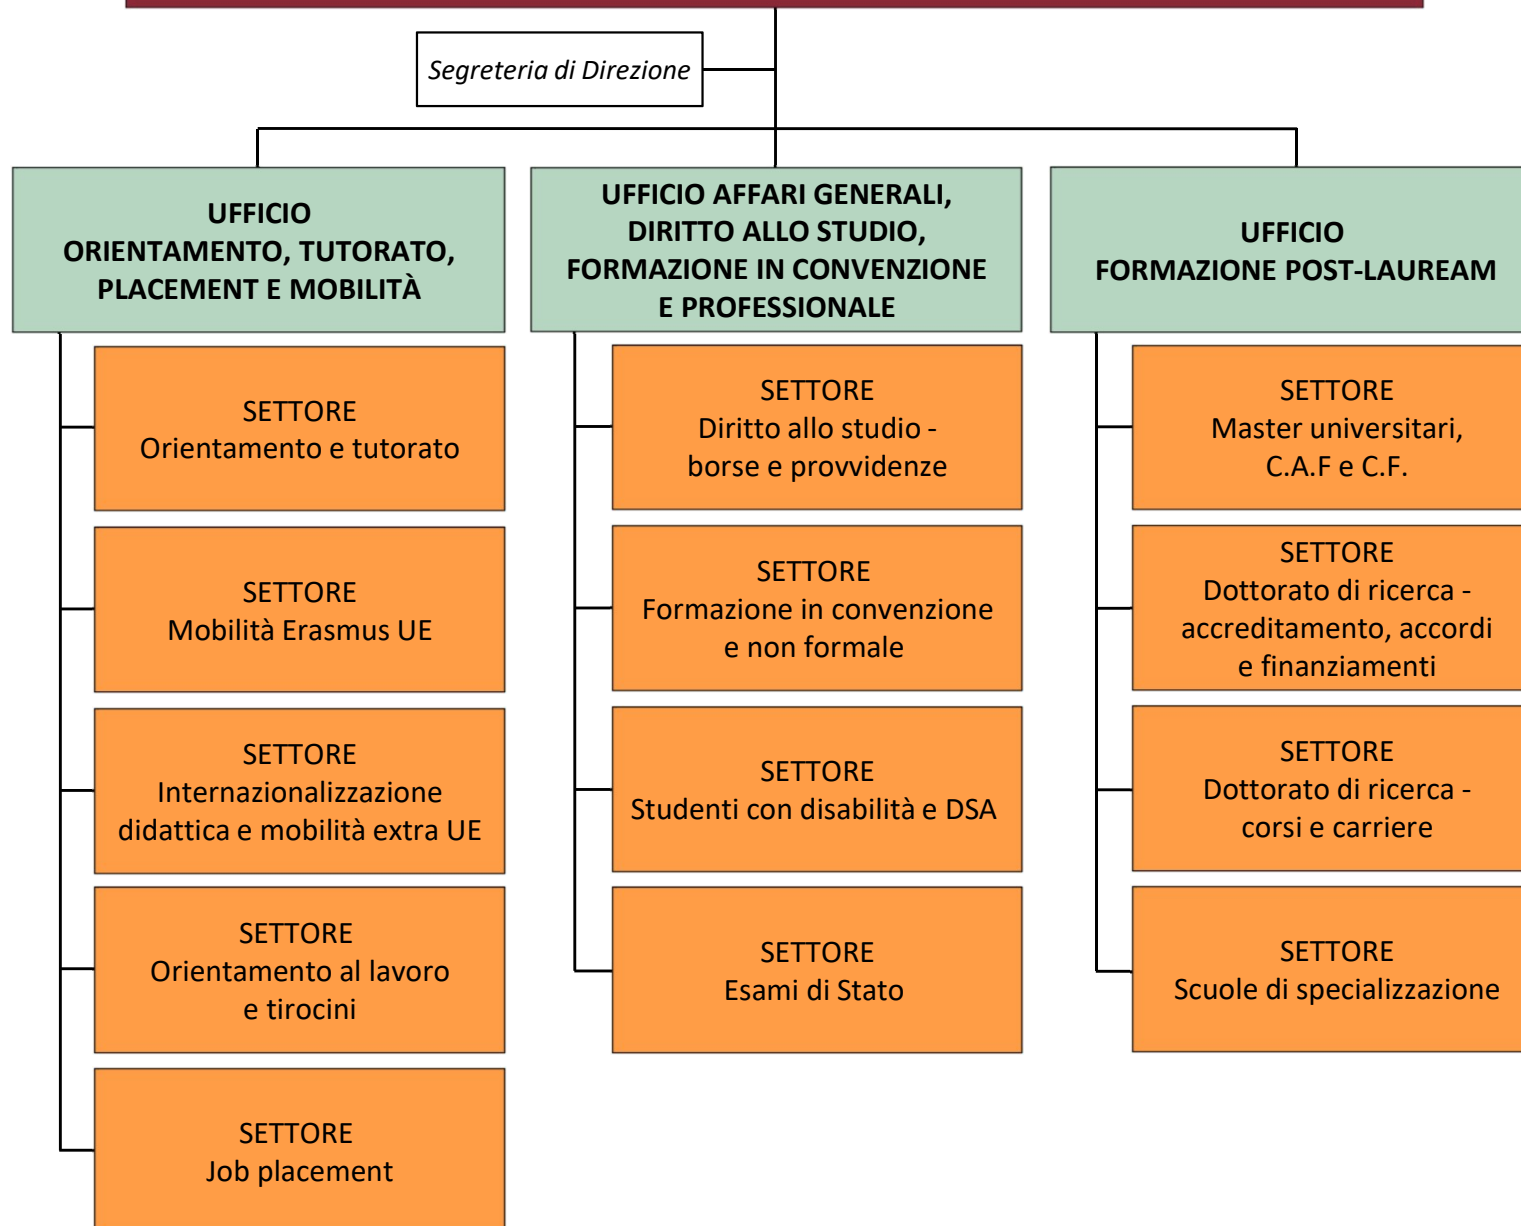 Segreteria di Direzione
UFFICIO
ORIENTAMENTO, TUTORATO,
PLACEMENT E MOBILITÀ
SETTORE
Orientamento e tutorato
SETTORE
Mobilità Erasmus UE
SETTORE
Internazionalizzazione
didattica e mobilità extra UE
SETTORE
Orientamento al lavoro
e tirocini
SETTORE
Job placement
UFFICIO AFFARI GENERALI,
DIRITTO ALLO STUDIO,
FORMAZIONE IN CONVENZIONE
E PROFESSIONALE
SETTORE
Diritto allo studio -
borse e provvidenze
SETTORE
Formazione in convenzione
e non formale
SETTORE
Studenti con disabilità e DSA
SETTORE
Esami di Stato
UFFICIO
FORMAZIONE POST-LAUREAM
SETTORE
Master universitari,
C.A.F e C.F.
SETTORE
Dottorato di ricerca -
accreditamento, accordi
e finanziamenti
SETTORE
Dottorato di ricerca -
corsi e carriere
SETTORE
Scuole di specializzazione